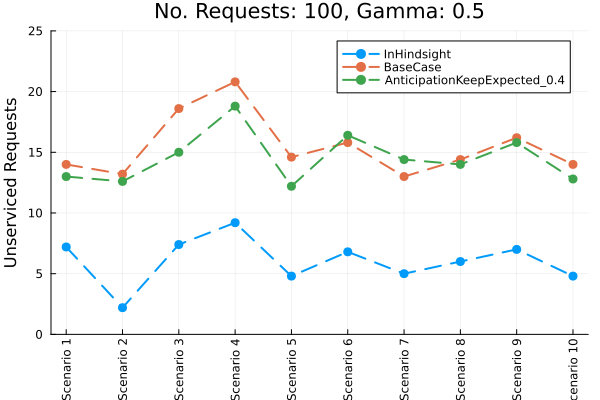 No. Requests: 100, Gamma: 0.5
InHindsight
BaseCase
AnticipationKeepExpected_0.4
Unserviced Requests
25
20
15
10
5
0
Scenario 1
Scenario 2
Scenario 3
Scenario 4
Scenario 5
Scenario 6
Scenario 7
Scenario 8
Scenario 9
cenario 10